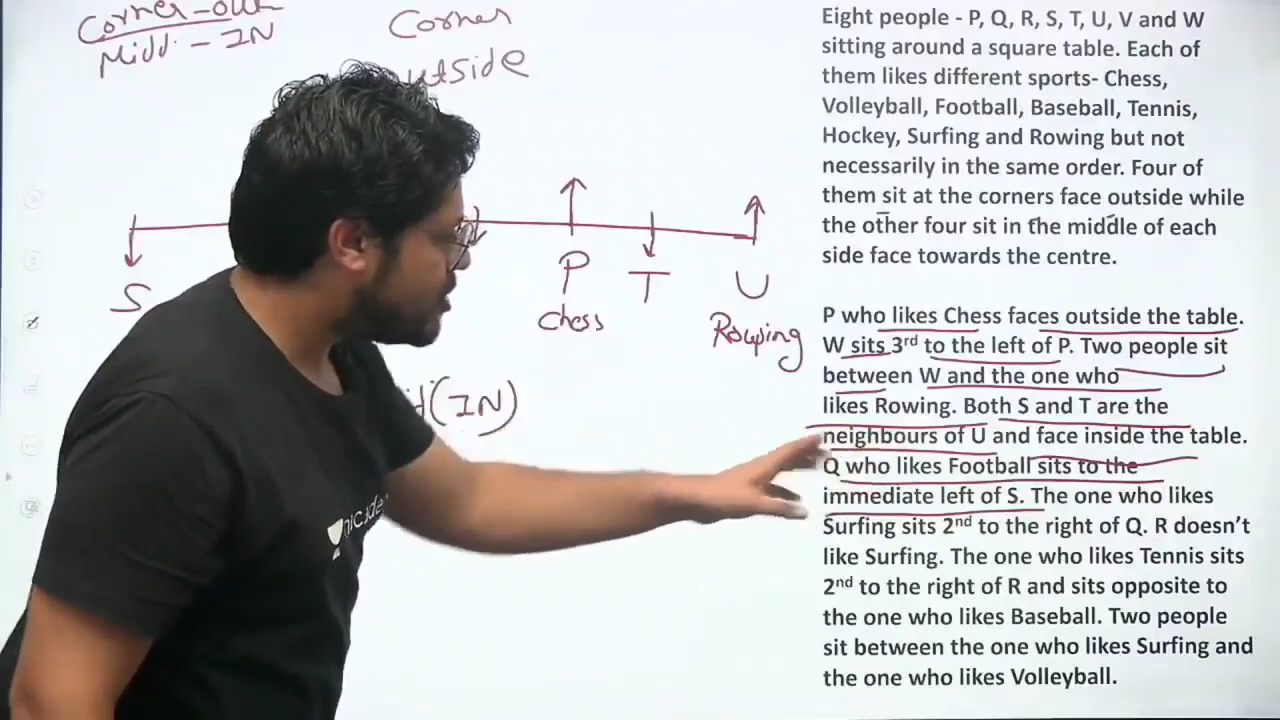 Corner-out
Midd. - IN
Corner
outside
S
P
Chess
T
U
Rowping
(IN)
Eight people - P, Q, R, S, T, U, V and W
sitting around a square table. Each of
them likes different sports- Chess,
Volleyball, Football, Baseball, Tennis,
Hockey, Surfing and Rowing but not
necessarily in the same order. Four of
them sit at the corners face outside while
the other four sit in the middle of each
side face towards the centre.
P who likes Chess faces outside the table.
W sits 3rd to the left of P. Two people sit
between W and the one who
likes Rowing. Both S and T are the
neighbours of U and face inside the table.
Q who likes Football sits to the
immediate left of S. The one who likes
Surfing sits 2nd to the right of Q. R doesn't
like Surfing. The one who likes Tennis sits
2nd to the right of R and sits opposite to
the one who likes Baseball. Two people
sit between the one who likes Surfing and
the one who likes Volleyball.